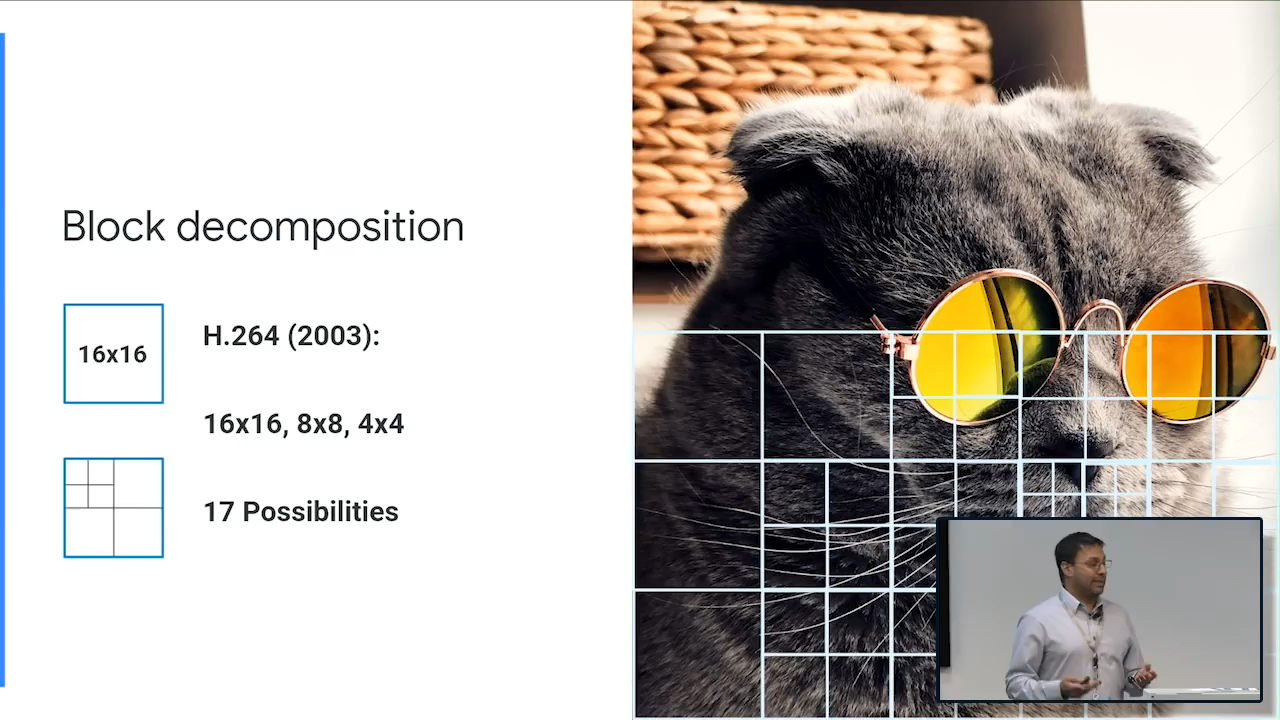 Block decomposition
16x16
H.264 (2003):
16x16, 8x8, 4x4
17 Possibilities